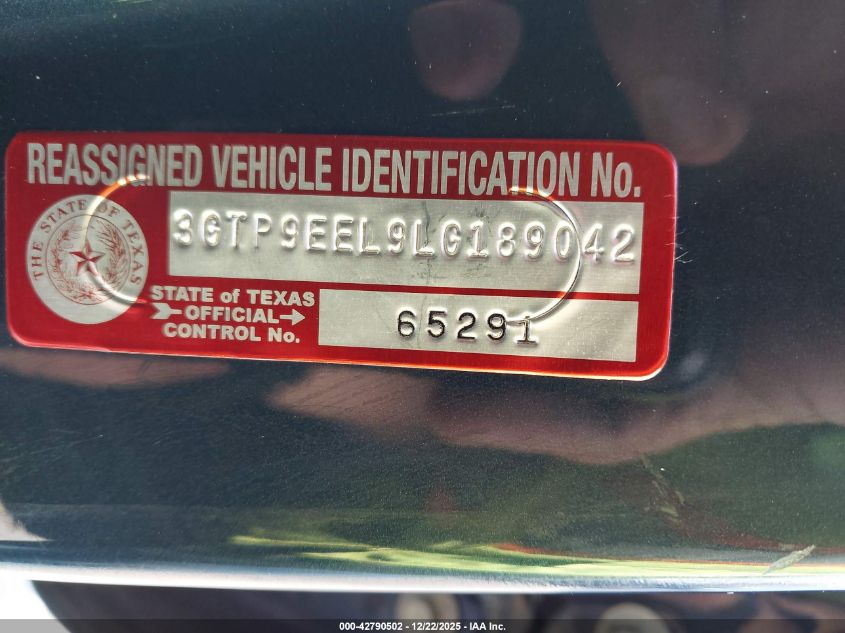 REASSIGNED VEHICLE IDENTIFICATION No.
THE STATE OF TEXAS
3GTP9EEL9LG189042
STATE of TEXAS
OFFICIAL
CONTROL No.
65291
000-42790502 - 12/22/2025 - IAA Inc.